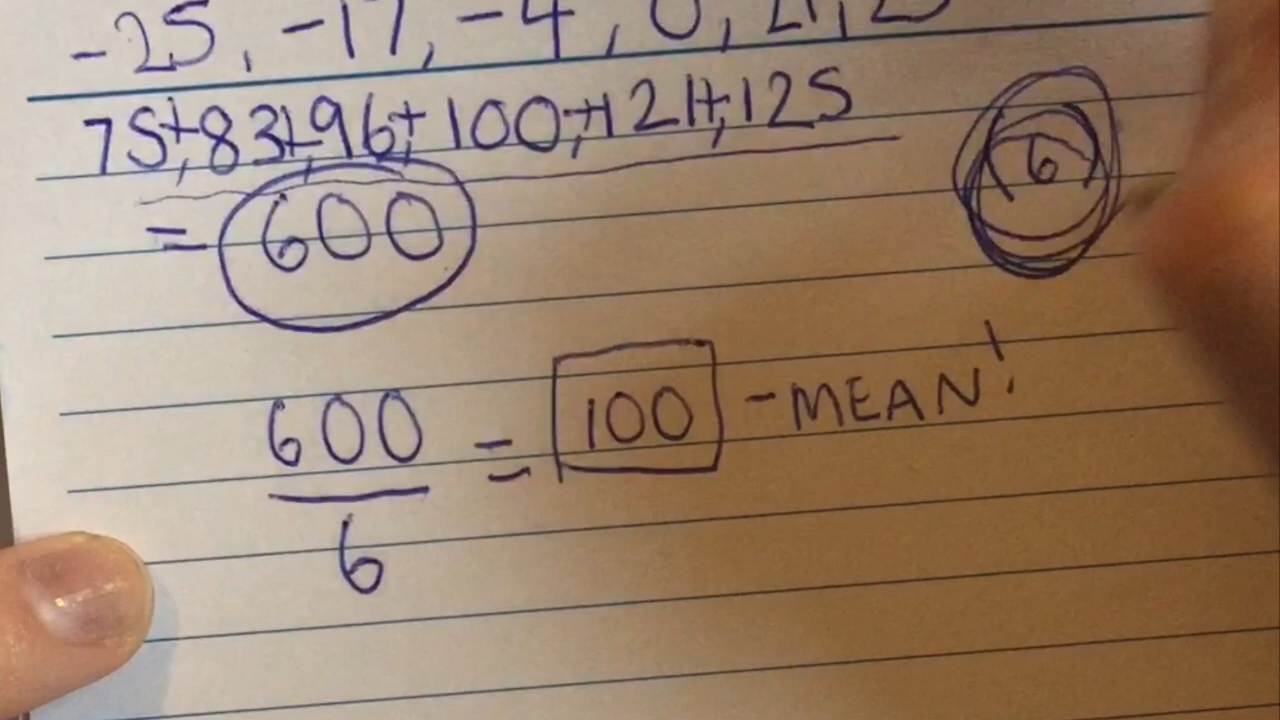 -25, -17, -4, 0, 21, 25
75+,83+,96+,100,+121+,125
6
= 600
600 = 100 - MEAN!
6